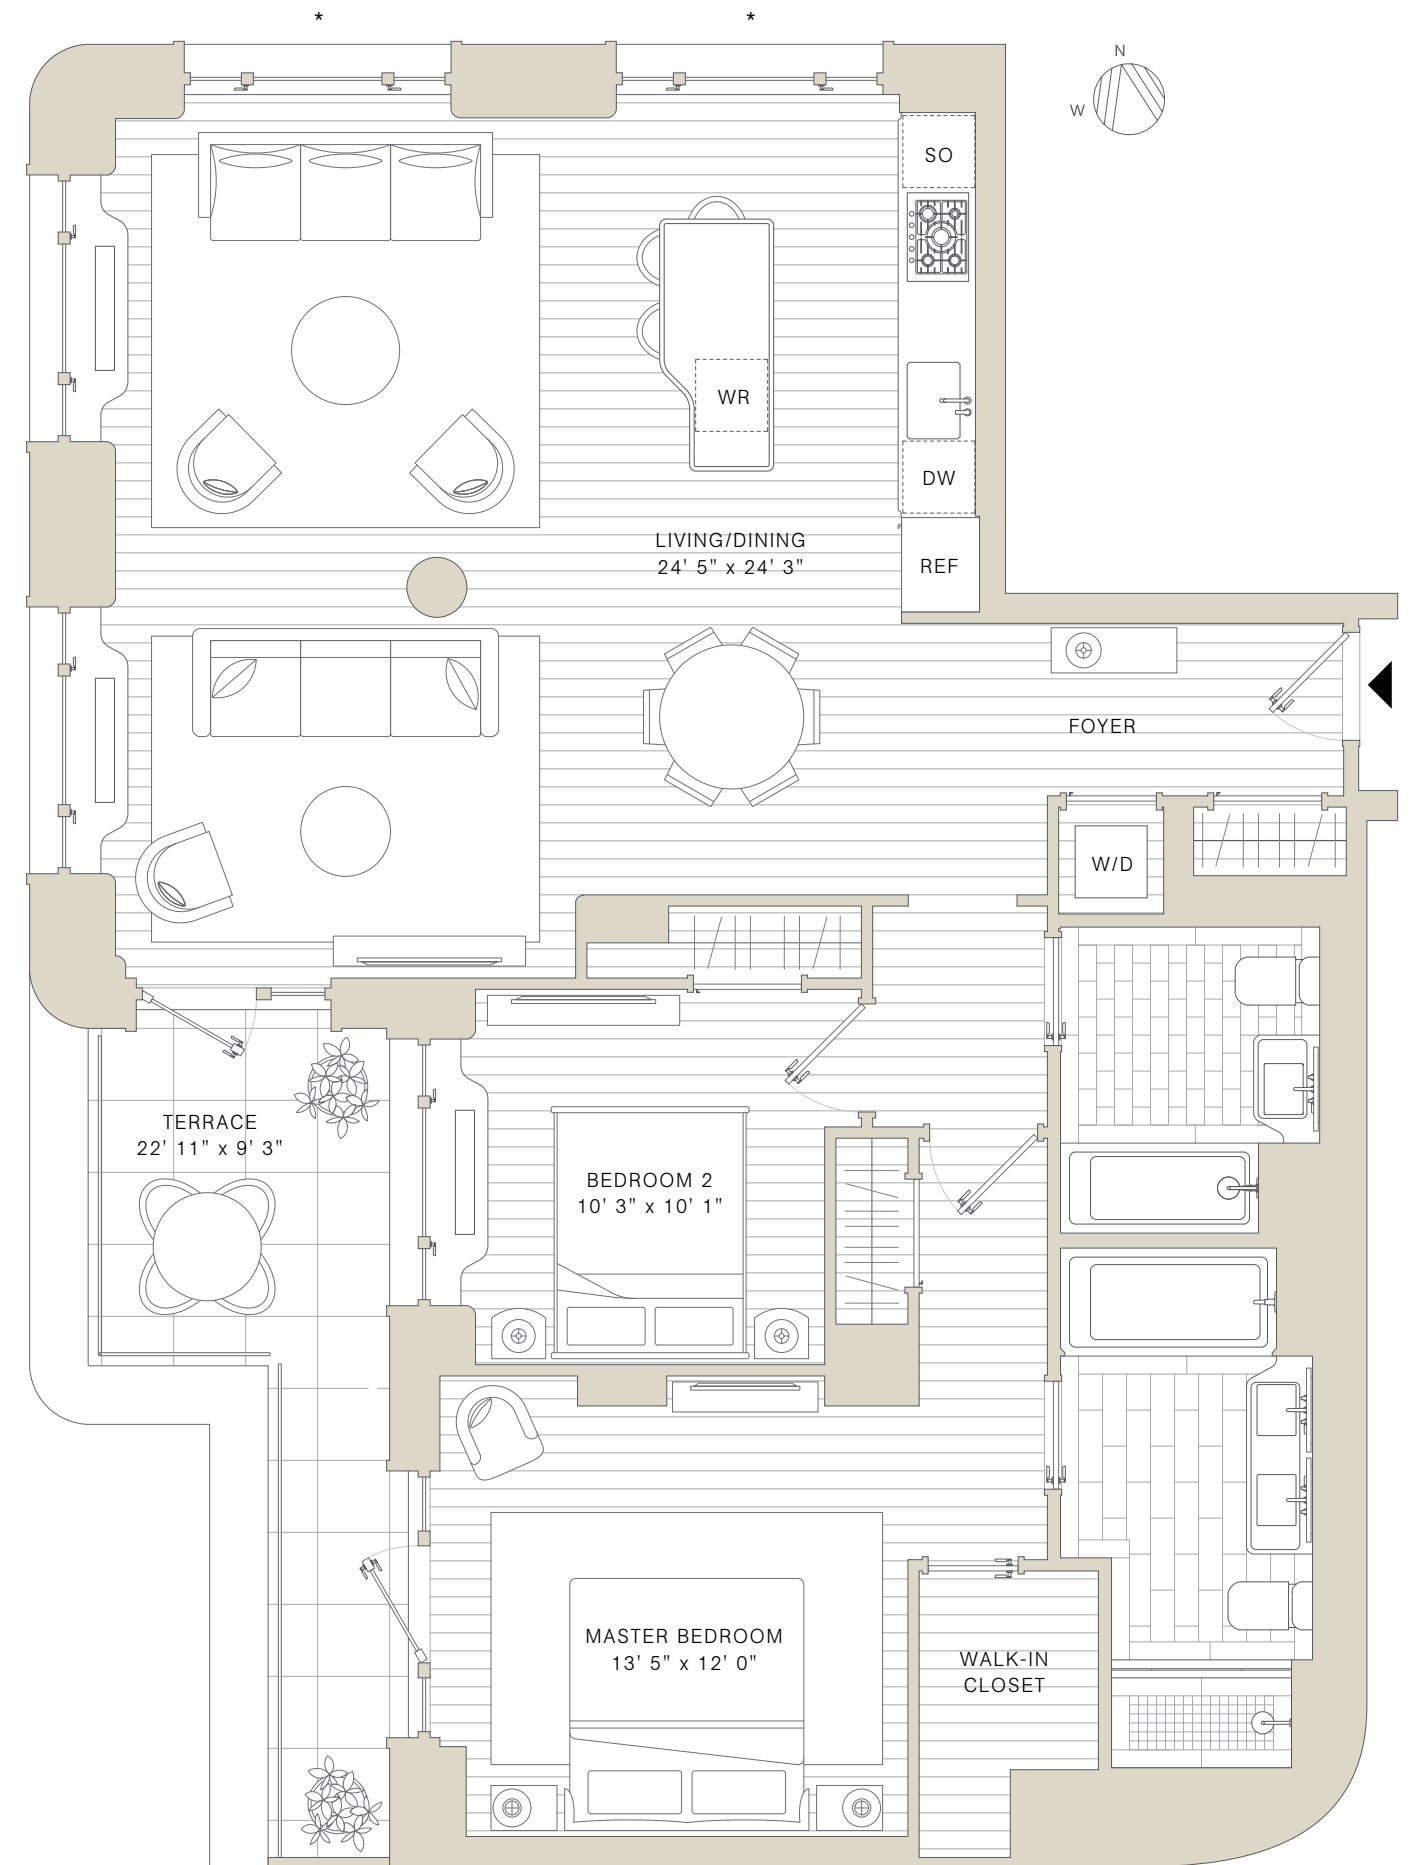 * *
N
W
SO
WR
DW
LIVING/DINING
24' 5" x 24' 3"
REF
FOYER
W/D
TERRACE
22' 11" x 9' 3"
BEDROOM 2
10' 3" x 10' 1"
MASTER BEDROOM
13' 5" x 12' 0"
WALK-IN
CLOSET